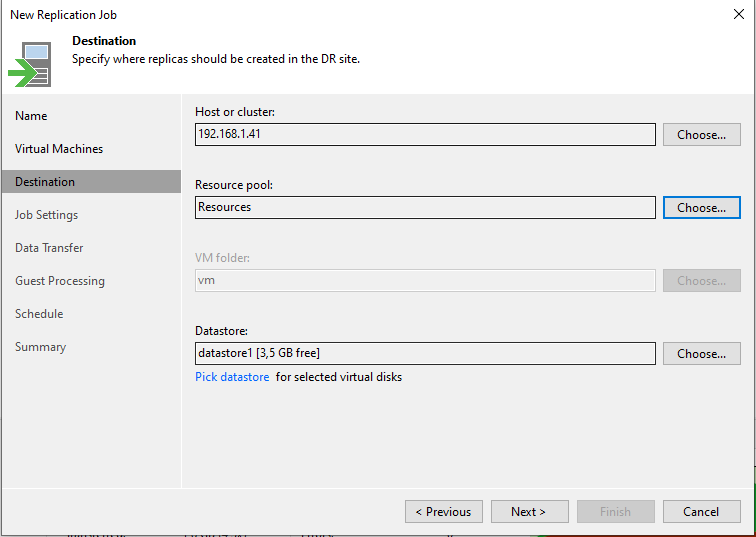 New Replication Job
Destination
Specify where replicas should be created in the DR site.
Name
Virtual Machines
Destination
Job Settings
Data Transfer
Guest Processing
Schedule
Summary
Host or cluster:
192.168.1.41
Choose...
Resource pool:
Resources
Choose...
VM folder:
vm
Choose...
Datastore:
datastore1 [3,5 GB free]
Choose...
Pick datastore for selected virtual disks
< Previous
Next >
Finish
Cancel